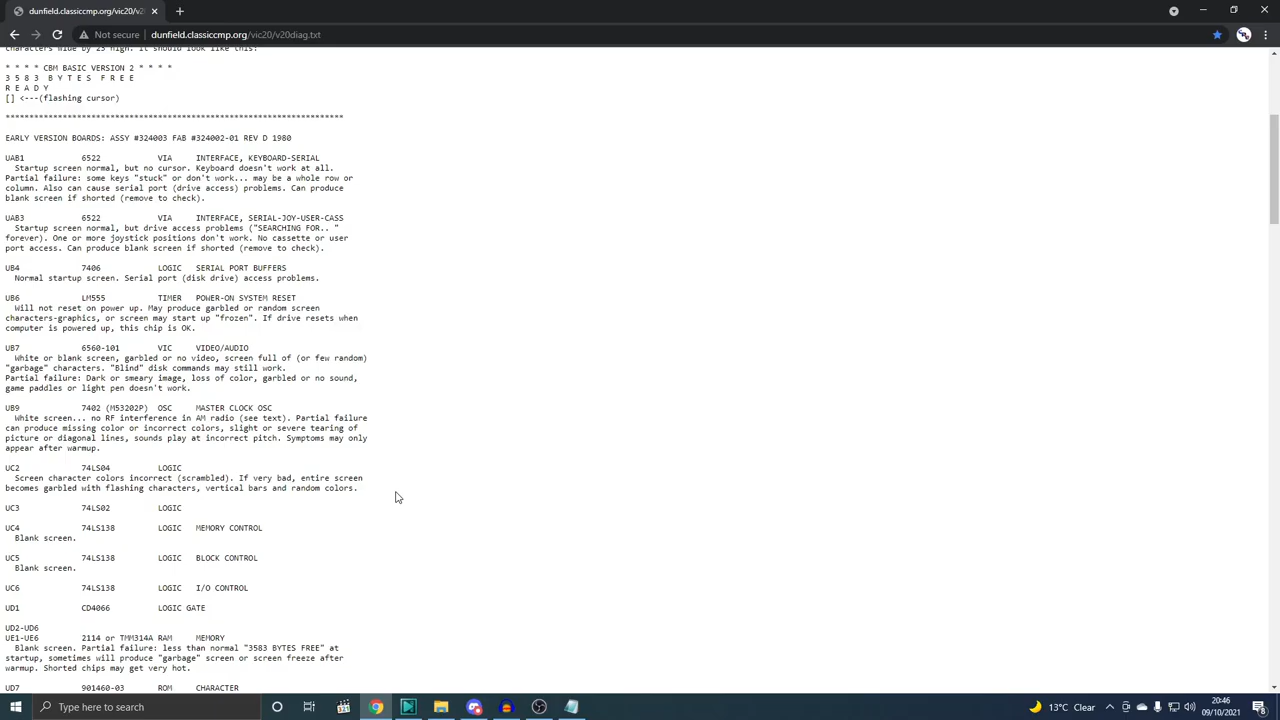 dunfield.classiccmp.org/vic20/v2
Not secure
dunfield.classiccmp.org/vic20/v20diag.txt
characters wide by 23 high. It should look like this:
* * * * CBM BASIC VERSION 2 * * * *
3 5 8 3 B Y T E S F R E E
R E A D Y
[] <---(flashing cursor)
************************************************************************
EARLY VERSION BOARDS: ASSY #324003 FAB #324002-01 REV D 1980
UAB1 6522 VIA INTERFACE, KEYBOARD-SERIAL
Startup screen normal, but no cursor. Keyboard doesn't work at all.
Partial failure: some keys "stuck" or don't work... may be a whole row or
column. Also can cause serial port (drive access) problems. Can produce
blank screen if shorted (remove to check).
UAB3 6522 VIA INTERFACE, SERIAL-JOY-USER-CASS
Startup screen normal, but drive access problems ("SEARCHING FOR.. "
forever). One or more joystick positions don't work. No cassette or user
port access. Can produce blank screen if shorted (remove to check).
UB4 7406 LOGIC SERIAL PORT BUFFERS
Normal startup screen. Serial port (disk drive) access problems.
UB6 LM555 TIMER POWER-ON SYSTEM RESET
Will not reset on power up. May produce garbled or random screen
characters-graphics, or screen may start up "frozen". If drive resets when
computer is powered up, this chip is OK.
UB7 6560-101 VIC VIDEO/AUDIO
White or blank screen, garbled or no video, screen full of (or few random)
"garbage" characters. "Blind" disk commands may still work.
Partial failure: Dark or smeary image, loss of color, garbled or no sound,
game paddles or light pen doesn't work.
UB9 7402 (M53202P) OSC MASTER CLOCK OSC
White screen... no RF interference in AM radio (see text). Partial failure
can produce missing color or incorrect colors, slight or severe tearing of
picture or diagonal lines, sounds play at incorrect pitch. Symptoms may only
appear after warmup.
UC2 74LS04 LOGIC
Screen character colors incorrect (scrambled). If very bad, entire screen
becomes garbled with flashing characters, vertical bars and random colors.
UC3 74LS02 LOGIC
UC4 74LS138 LOGIC MEMORY CONTROL
Blank screen.
UC5 74LS138 LOGIC BLOCK CONTROL
Blank screen.
UC6 74LS138 LOGIC I/O CONTROL
UD1 CD4066 LOGIC GATE
UD2-UD6
UE1-UE6 2114 or TMM314A RAM MEMORY
Blank screen. Partial failure: less than normal "3583 BYTES FREE" at
startup, sometimes will produce "garbage" screen or screen freeze after
warmup. Shorted chips may get very hot.
UD7 901460-03 ROM CHARACTER
Type here to search
13°C Clear
20:46
09/10/2021